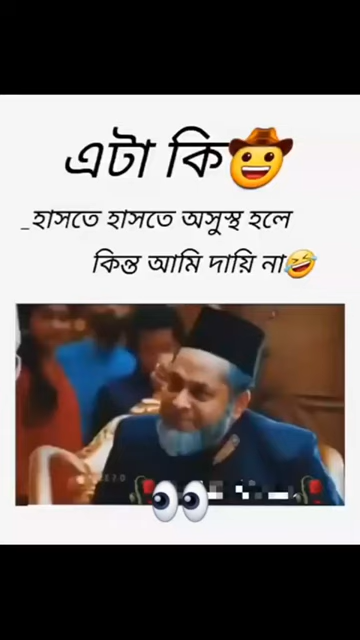 এটা কি🤠
_হাসতে হাসতে অসুস্থ হলে
কিন্ত আমি দায়ি না🤣